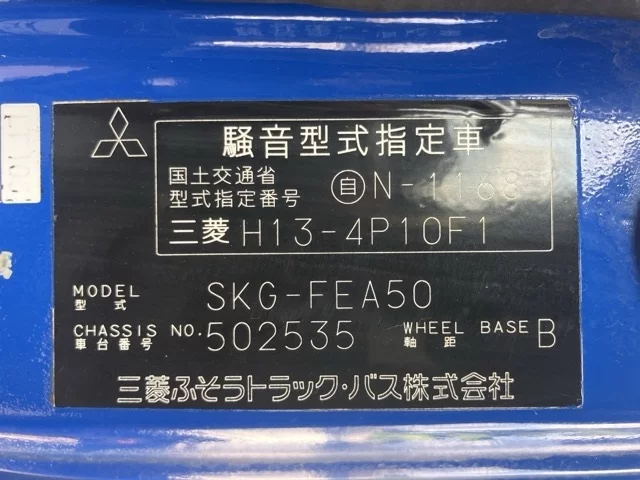 騒音型式指定車
国土交通省
型式指定番号
自 N-116
三菱 H13-4P10F1
MODEL SKG-FEA50
型式
CHASSIS NO. 502535 WHEEL BASE B
車台番号 軸距
三菱ふそうトラック・バス株式会社